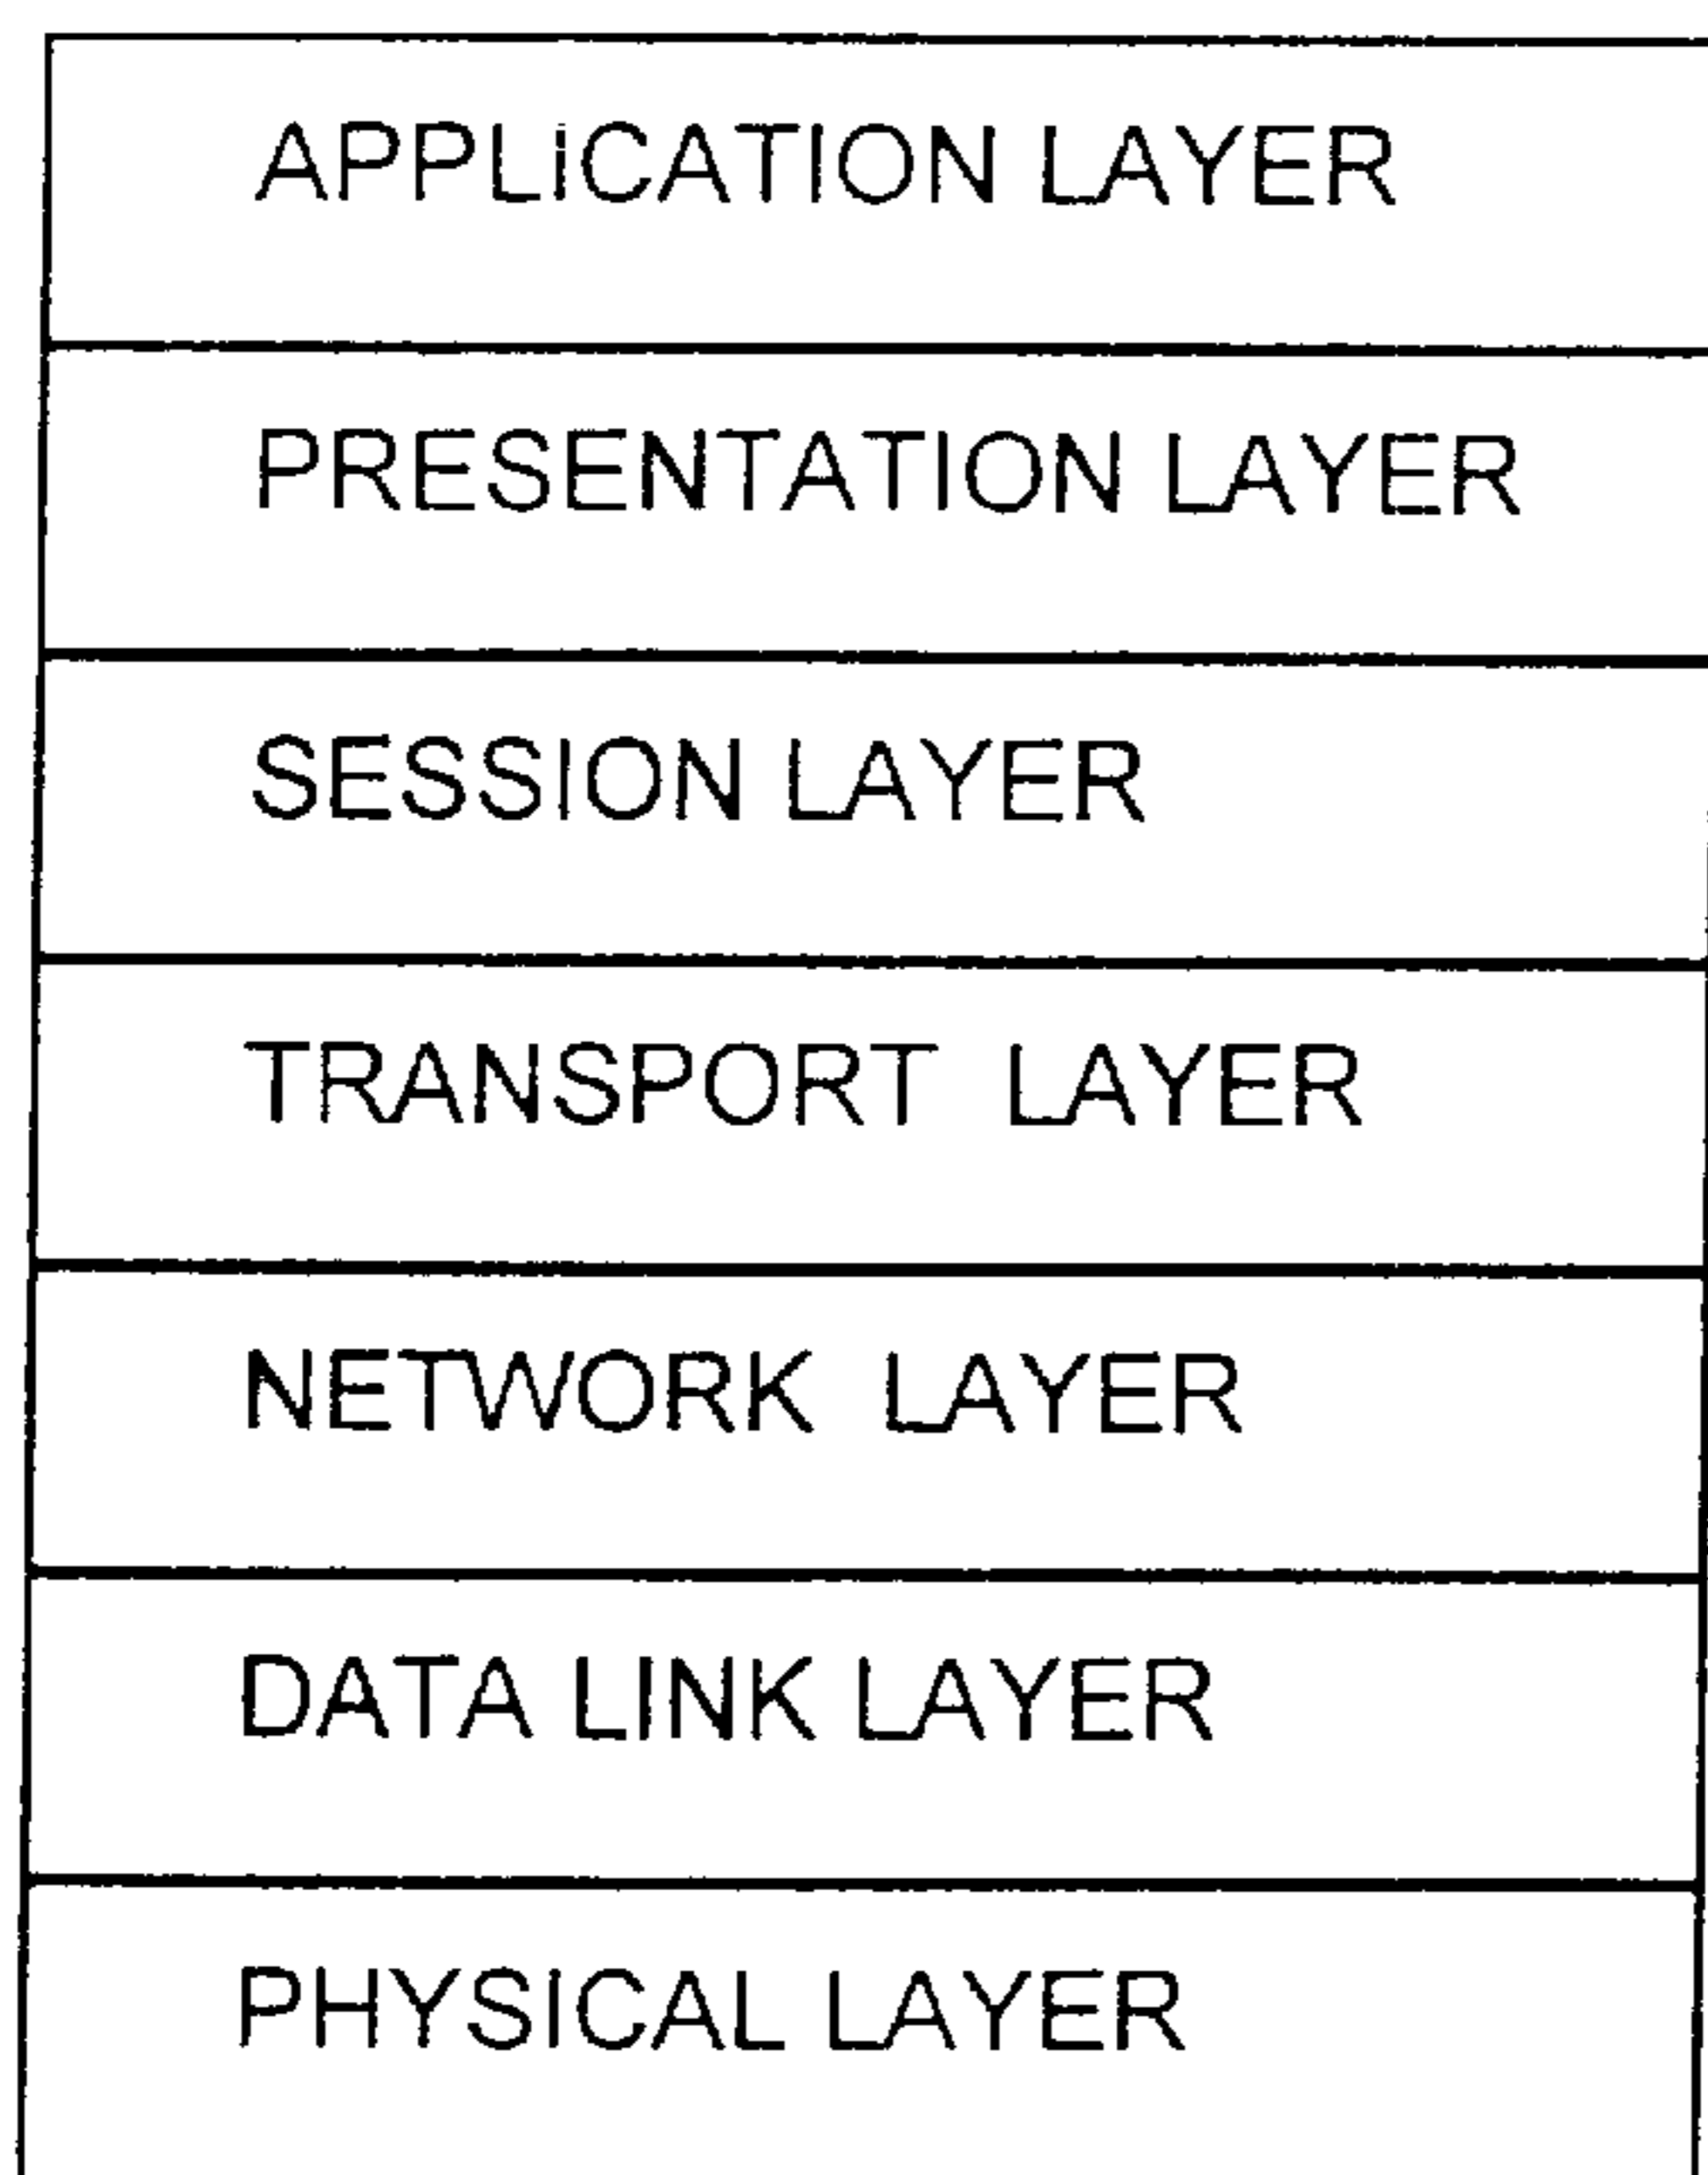 APPLICATION LAYER
PRESENTATION LAYER
SESSION LAYER
TRANSPORT LAYER
NETWORK LAYER
DATA LINK LAYER
PHYSICAL LAYER